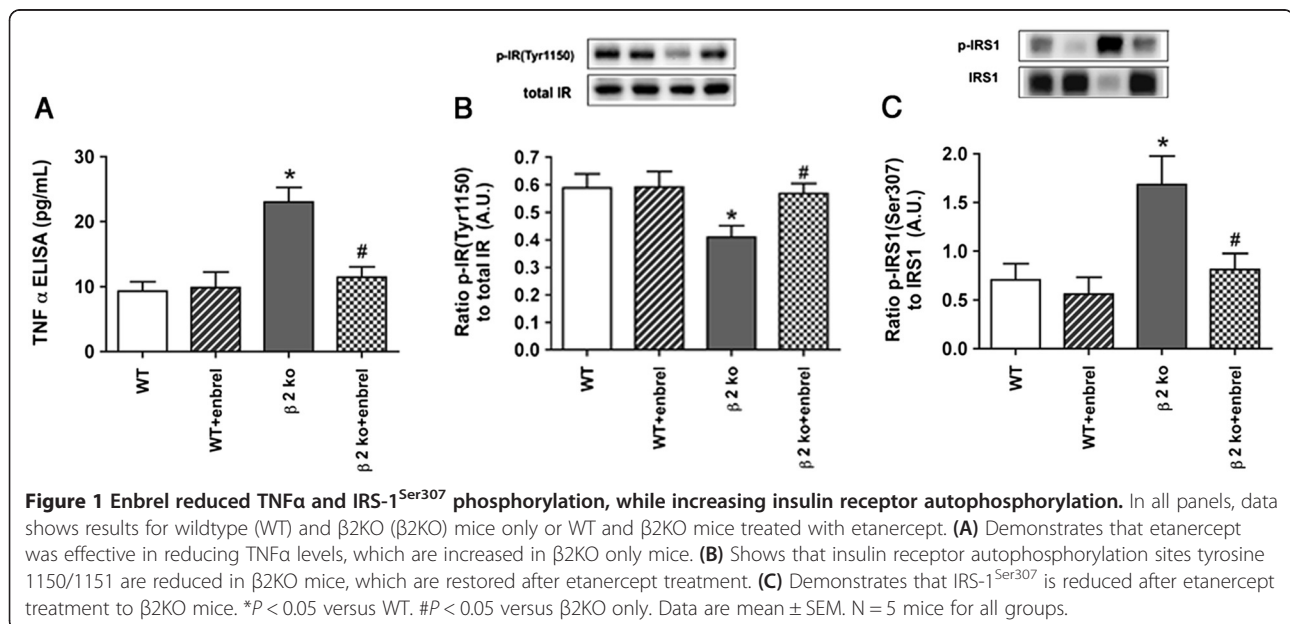 p-IR(Tyr1150)
total IR
p-IRS1
IRS1
A
TNF α ELISA (pg/mL)
30
20
10
0
WT
WT+enbrel
*
β 2 ko
#
β 2 ko+enbrel
B
Ratio p-IR(Tyr1150)
to total IR (A.U.)
0.7
0.6
0.5
0.4
0.3
0.2
0.1
0.0
WT
WT+enbrel
*
β 2 ko
#
β 2 ko+enbrel
C
Ratio p-IRS1(Ser307)
to IRS1 (A.U.)
2.0
1.5
1.0
0.5
0.0
WT
WT+enbrel
*
β 2 ko
#
β 2 ko+enbrel
Figure 1 Enbrel reduced TNFα and IRS-1^Ser307 phosphorylation, while increasing insulin receptor autophosphorylation. In all panels, data
shows results for wildtype (WT) and β2KO (β2KO) mice only or WT and β2KO mice treated with etanercept. (A) Demonstrates that etanercept
was effective in reducing TNFα levels, which are increased in β2KO only mice. (B) Shows that insulin receptor autophosphorylation sites tyrosine
1150/1151 are reduced in β2KO mice, which are restored after etanercept treatment. (C) Demonstrates that IRS-1^Ser307 is reduced after etanercept
treatment to β2KO mice. *P < 0.05 versus WT. #P < 0.05 versus β2KO only. Data are mean ± SEM. N = 5 mice for all groups.